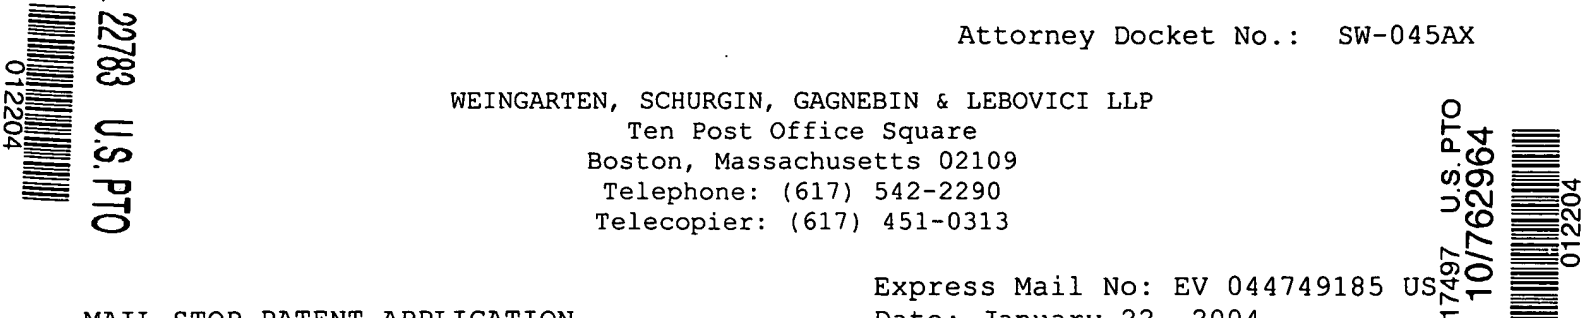 Attorney Docket No.: SW-045AX
22783 U.S. PTO
012204
WEINGARTEN, SCHURGIN, GAGNEBIN & LEBOVICI LLP
Ten Post Office Square
Boston, Massachusetts 02109
Telephone: (617) 542-2290
Telecopier: (617) 451-0313
17497 U.S. PTO
10/762964
012204
Express Mail No: EV 044749185 US
MAIL STOP PATENT APPLICATION
Date: January 22, 2004